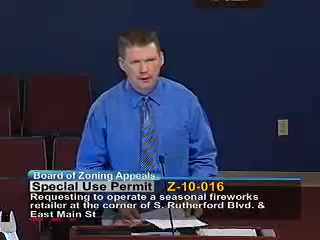 Board of Zoning Appeals
Special Use Permit Z-10-016
Requesting to operate a seasonal fireworks
retailer at the corner of S. Rutherford Blvd. &
East Main St